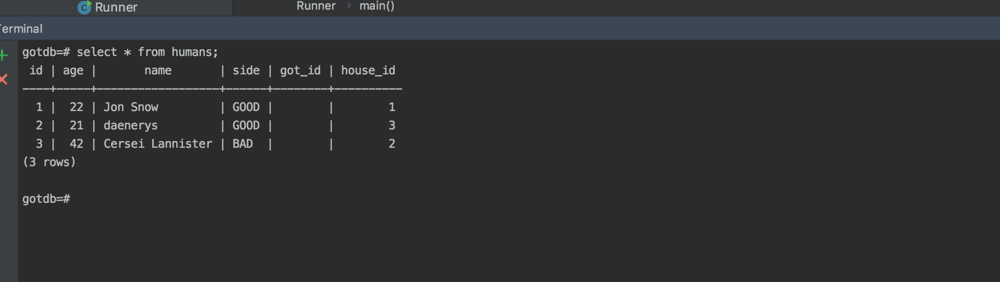 Runner Runner › main()
Terminal
gotdb=# select * from humans;
 id | age |       name       | side | got_id | house_id
----+-----+------------------+------+--------+----------
  1 |  22 | Jon Snow         | GOOD |        |        1
  2 |  21 | daenerys         | GOOD |        |        3
  3 |  42 | Cersei Lannister | BAD  |        |        2
(3 rows)
gotdb=#